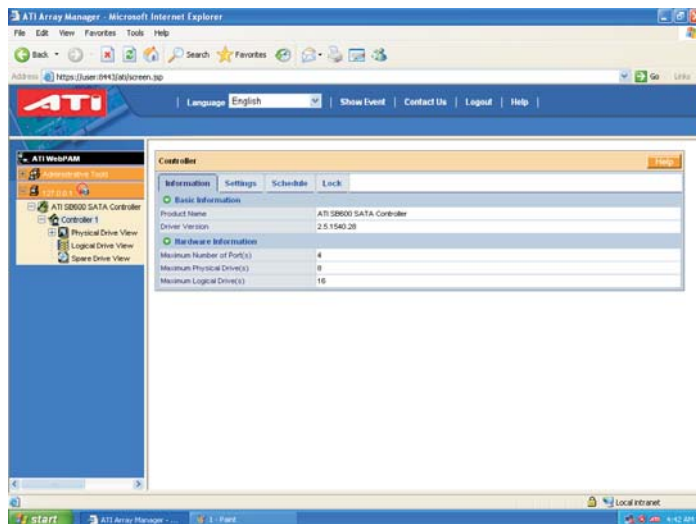 ATI Array Manager - Microsoft Internet Explorer
File Edit View Favorites Tools Help
Back Search Favorites
Address https://user:8443/ati/screen.jsp Go Links
ATI | Language English | Show Event | Contact Us | Logout | Help |
ATI WebPAM
Administrative Tools
127.0.0.1
ATI SB600 SATA Controller
Controller 1
Physical Drive View
Logical Drive View
Spare Drive View
Controller Help
Information Settings Schedule Lock
Basic Information
Product Name ATI SB600 SATA Controller
Driver Version 2.5.1540.28
Hardware Information
Maximum Number of Port(s) 4
Maximum Physical Drive(s) 8
Maximum Logical Drive(s) 16
Local intranet
start ATI Array Manager - ... 1 - Paint 6:42 AM